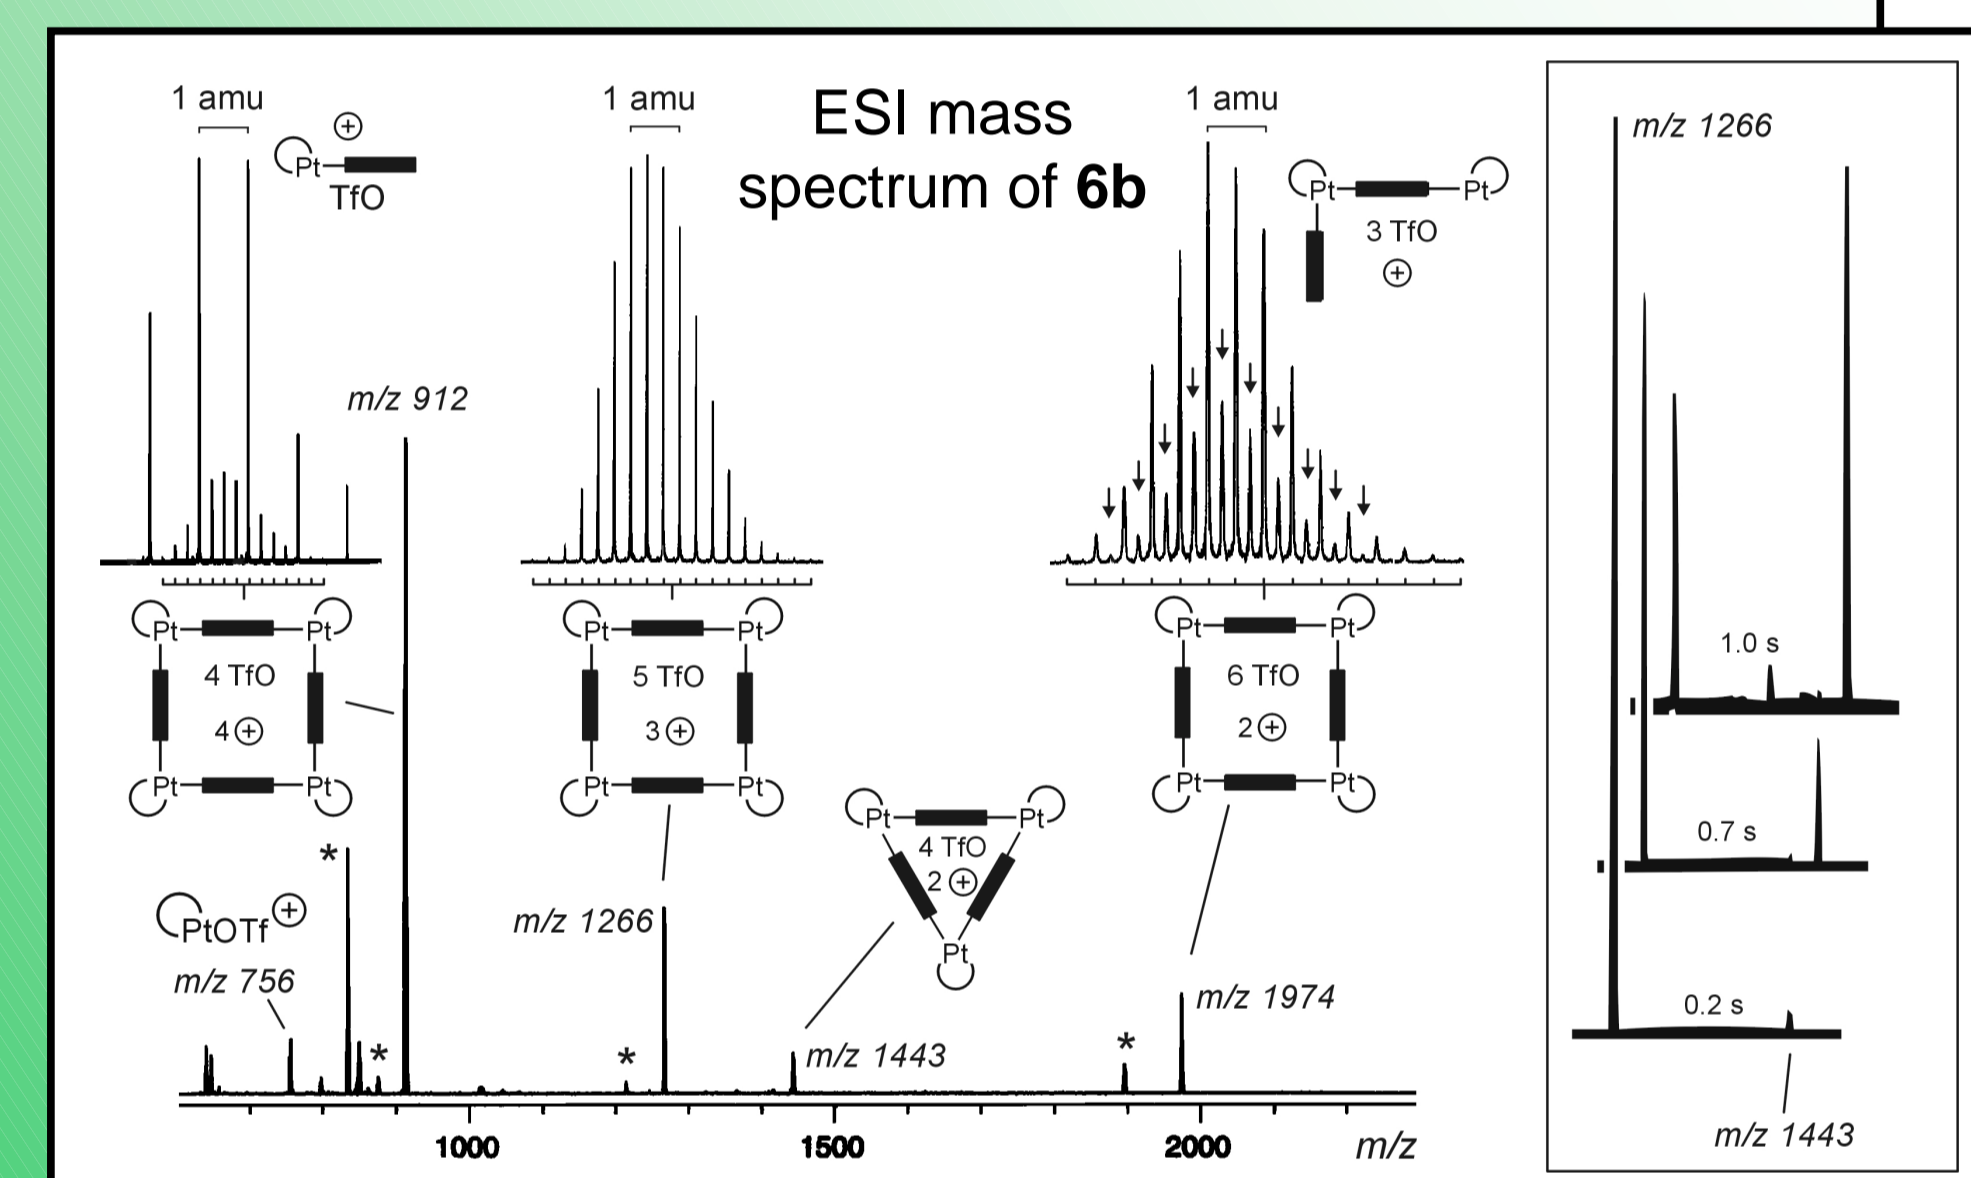 1 amu
1 amu
ESI mass
spectrum of 6b
1 amu
⊕
Pt
TfO
Pt
Pt
3 TfO
⊕
m/z 912
Pt
Pt
4 TfO
4⊕
Pt
Pt
Pt
Pt
5 TfO
3⊕
Pt
Pt
Pt
Pt
6 TfO
2⊕
Pt
Pt
Pt
Pt
4 TfO
2⊕
Pt
*
PtOTf ⊕
m/z 756
*
m/z 1266
*
m/z 1443
*
m/z 1974
1000
1500
2000
m/z
m/z 1266
1.0 s
0.7 s
0.2 s
m/z 1443